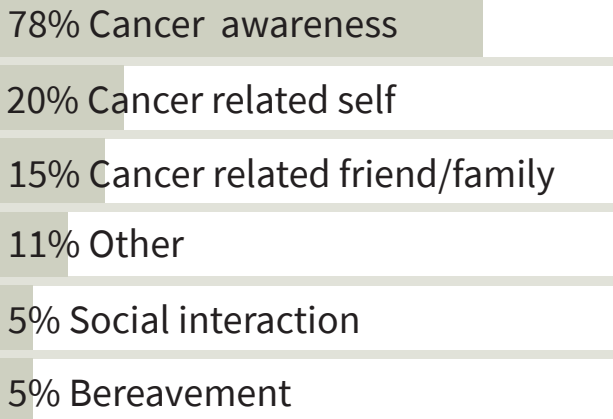 78% Cancer awareness
20% Cancer related self
15% Cancer related friend/family
11% Other
5% Social interaction
5% Bereavement